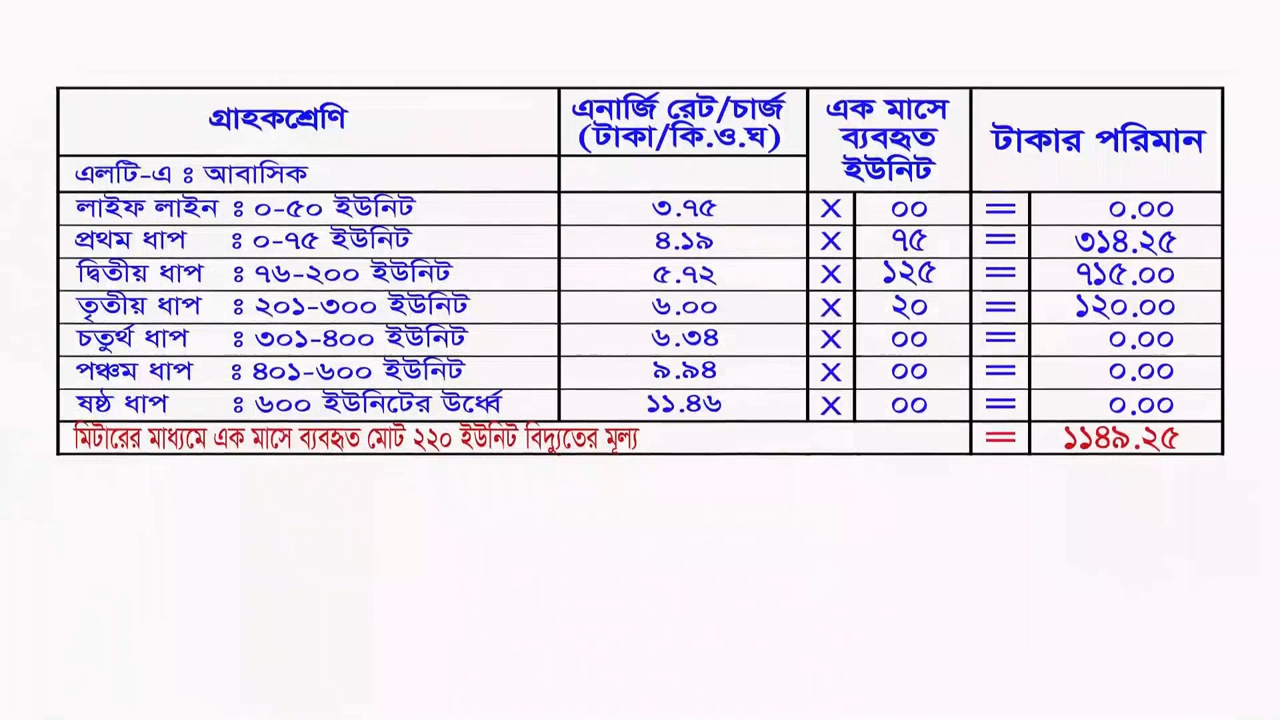 গ্রাহকশ্রেণি এনার্জি রেট/চার্জ (টাকা/কি.ও.ঘ) এক মাসে ব্যবহৃত ইউনিট টাকার পরিমান
এলটি-এ ঃ আবাসিক
লাইফ লাইন ঃ ০-৫০ ইউনিট ৩.৭৫ X ০০ = ০.০০
প্রথম ধাপ ঃ ০-৭৫ ইউনিট ৪.১৯ X ৭৫ = ৩১৪.২৫
দ্বিতীয় ধাপ ঃ ৭৬-২০০ ইউনিট ৫.৭২ X ১২৫ = ৭১৫.০০
তৃতীয় ধাপ ঃ ২০১-৩০০ ইউনিট ৬.০০ X ২০ = ১২০.০০
চতুর্থ ধাপ ঃ ৩০১-৪০০ ইউনিট ৬.৩৪ X ০০ = ০.০০
পঞ্চম ধাপ ঃ ৪০১-৬০০ ইউনিট ৯.৯৪ X ০০ = ০.০০
ষষ্ঠ ধাপ ঃ ৬০০ ইউনিটের উর্ধ্বে ১১.৪৬ X ০০ = ০.০০
মিটারের মাধ্যমে এক মাসে ব্যবহৃত মোট ২২০ ইউনিট বিদ্যুতের মূল্য = ১১৪৯.২৫